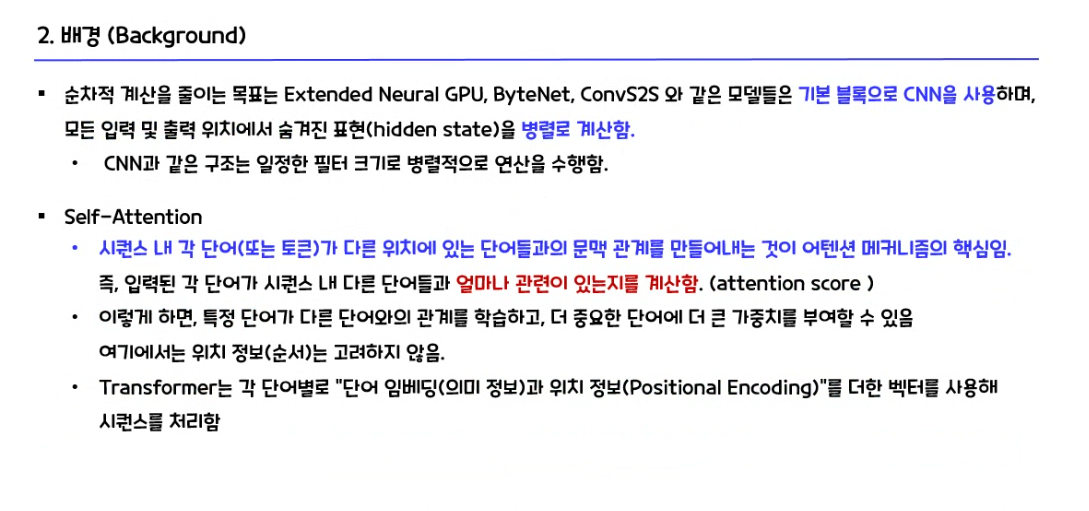 2. 배경 (Background)
▪ 순차적 계산을 줄이는 목표는 Extended Neural GPU, ByteNet, ConvS2S 와 같은 모델들은 기본 블록으로 CNN을 사용하며,
모든 입력 및 출력 위치에서 숨겨진 표현(hidden state)을 병렬로 계산함.
• CNN과 같은 구조는 일정한 필터 크기로 병렬적으로 연산을 수행함.
▪ Self-Attention
• 시퀀스 내 각 단어(또는 토큰)가 다른 위치에 있는 단어들과의 문맥 관계를 만들어내는 것이 어텐션 메커니즘의 핵심임.
즉, 입력된 각 단어가 시퀀스 내 다른 단어들과 얼마나 관련이 있는지를 계산함. (attention score )
• 이렇게 하면, 특정 단어가 다른 단어와의 관계를 학습하고, 더 중요한 단어에 더 큰 가중치를 부여할 수 있음
여기에서는 위치 정보(순서)는 고려하지 않음.
• Transformer는 각 단어별로 "단어 임베딩(의미 정보)과 위치 정보(Positional Encoding)"를 더한 벡터를 사용해
시퀀스를 처리함